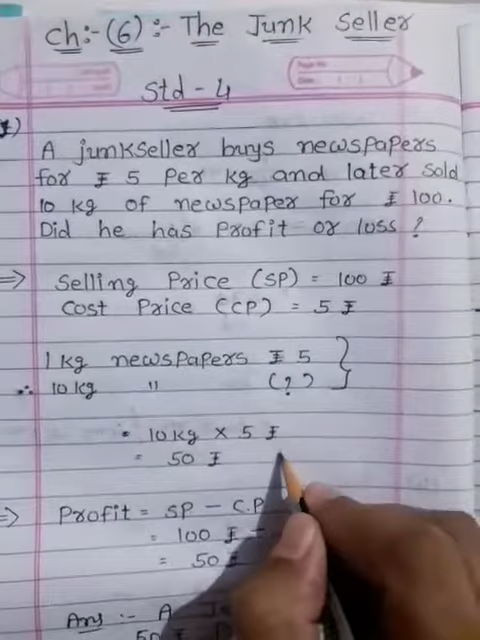 Ch:- (6) :- The Junk Seller
Std - 4
A junkseller buys newspapers
for ₹ 5 Per kg and later sold
10 kg of newspaper for ₹ 100.
Did he has Profit or loss ?
=> Selling Price (SP) = 100 ₹
Cost Price (CP) = 5 ₹
1 kg newspapers ₹ 5
∴ 10 kg " (?)
= 10 kg × 5 ₹
= 50 ₹
=> Profit = SP - C.P
= 100 ₹ -
= 50 ₹
Ans :- A
50 ₹